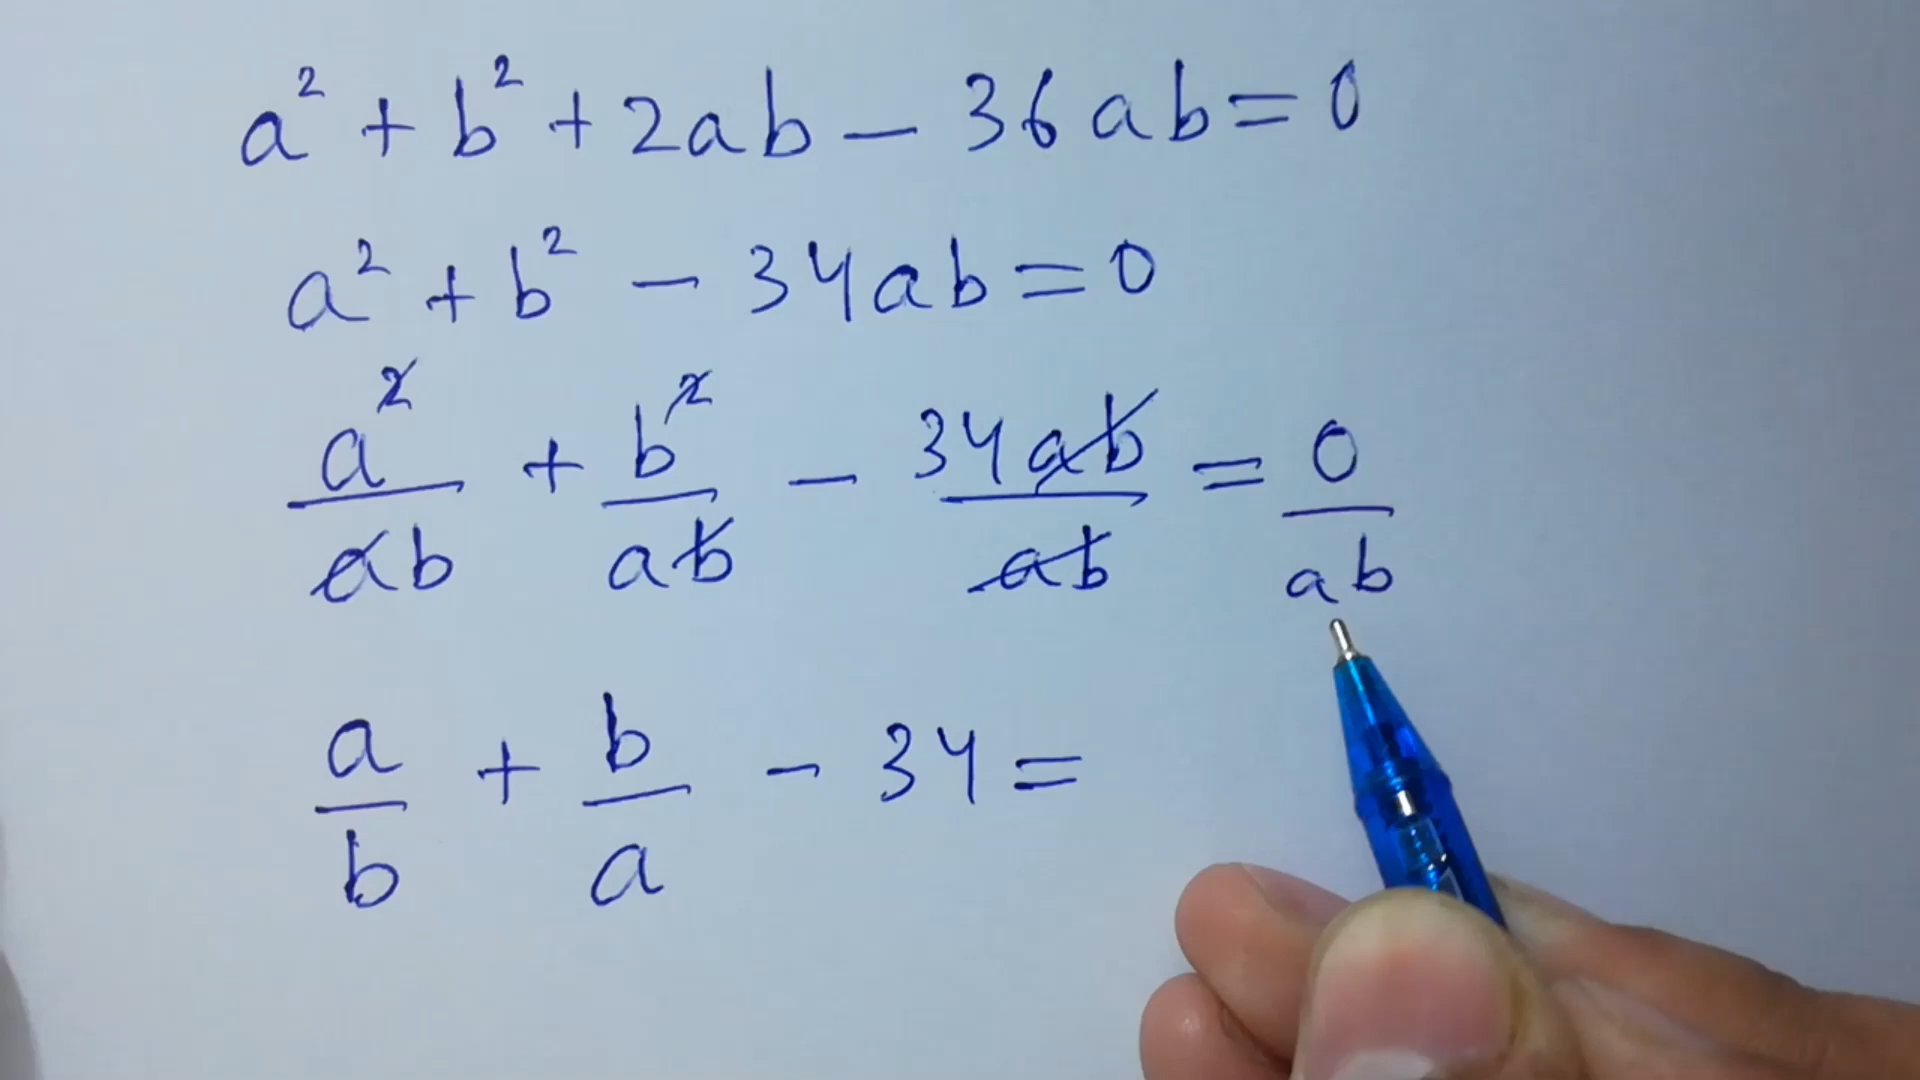 a² + b² + 2ab - 36ab = 0
a² + b² - 34ab = 0
a²/ab + b²/ab - 34ab/ab = 0/ab
a/b + b/a - 34 =